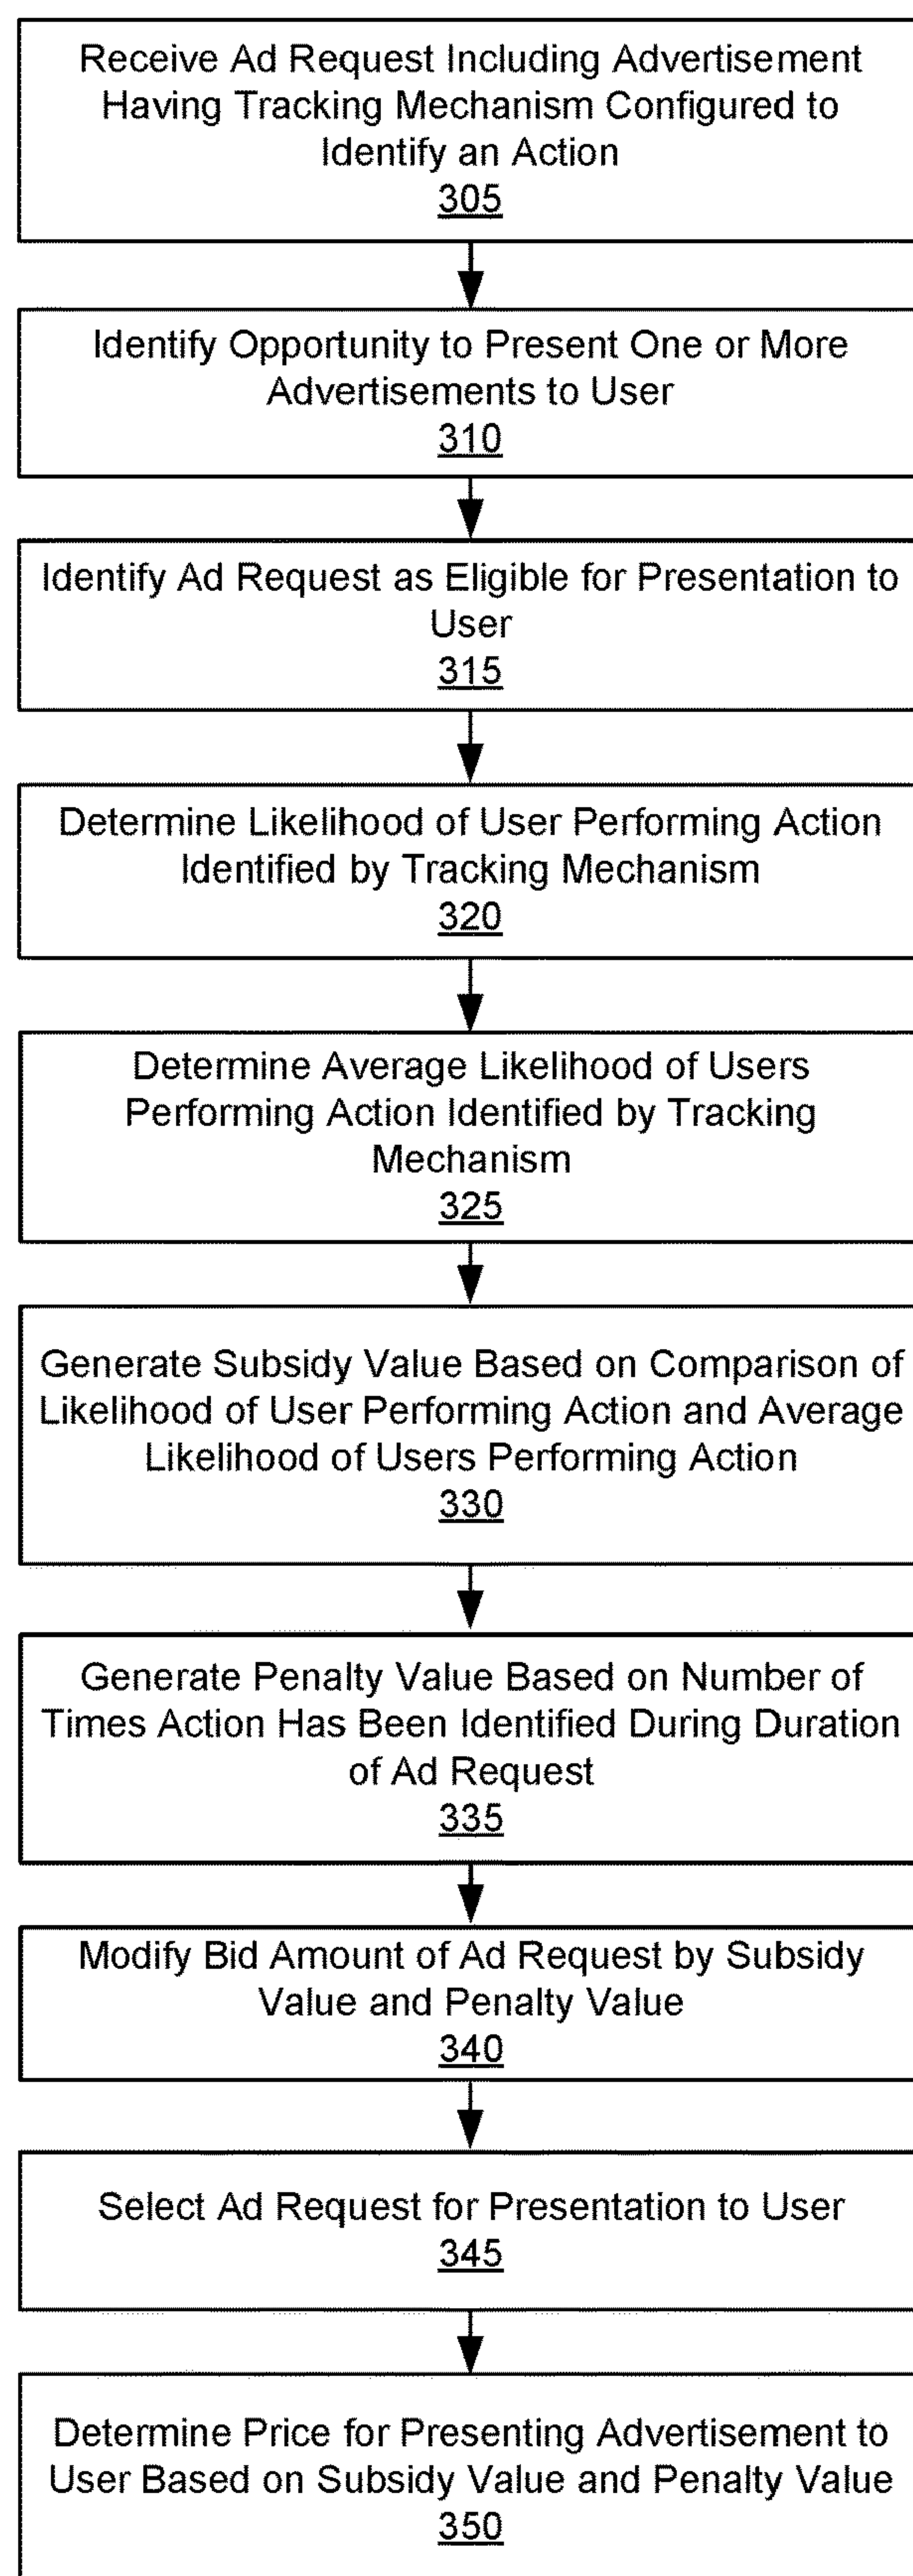 Receive Ad Request Including Advertisement
Having Tracking Mechanism Configured to
Identify an Action
305
Identify Opportunity to Present One or More
Advertisements to User
310
Identify Ad Request as Eligible for Presentation to
User
315
Determine Likelihood of User Performing Action
Identified by Tracking Mechanism
320
Determine Average Likelihood of Users
Performing Action Identified by Tracking
Mechanism
325
Generate Subsidy Value Based on Comparison of
Likelihood of User Performing Action and Average
Likelihood of Users Performing Action
330
Generate Penalty Value Based on Number of
Times Action Has Been Identified During Duration
of Ad Request
335
Modify Bid Amount of Ad Request by Subsidy
Value and Penalty Value
340
Select Ad Request for Presentation to User
345
Determine Price for Presenting Advertisement to
User Based on Subsidy Value and Penalty Value
350